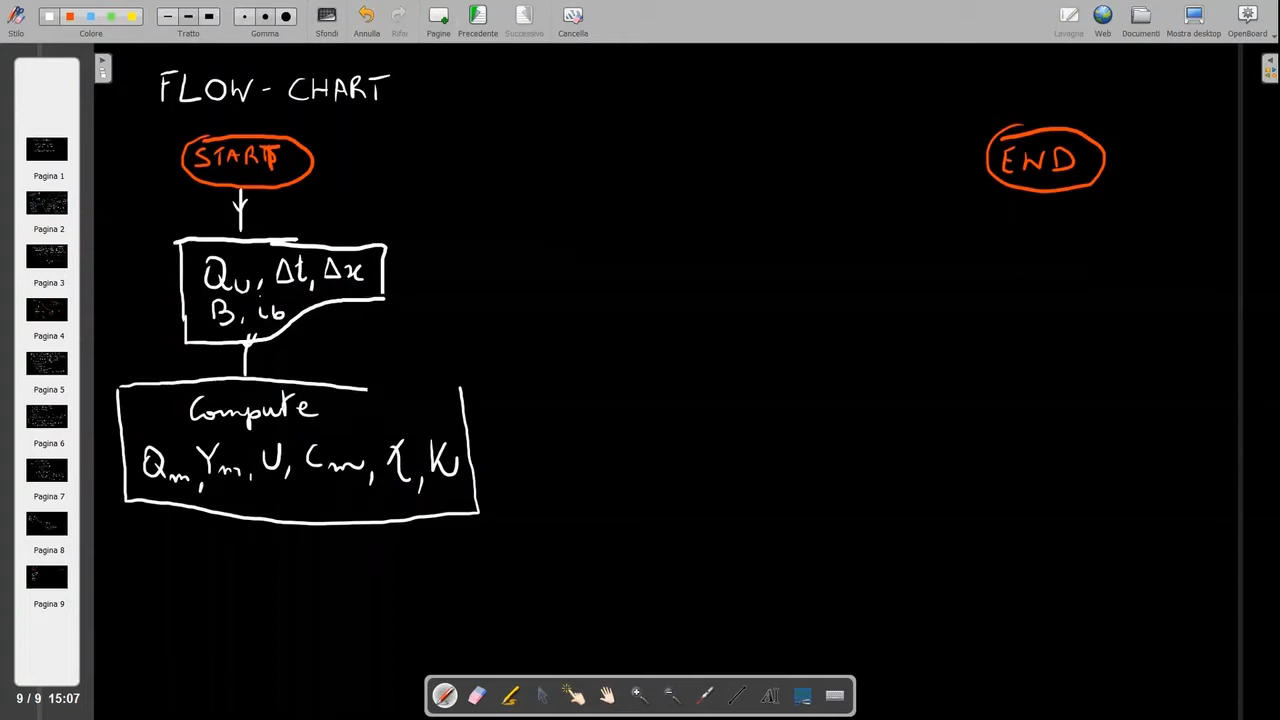 Stilo
Colore
Tratto
Gomma
Sfondi
Annulla
Rifai
Pagine
Precedente
Successivo
Cancella
Lavagna
Web
Documenti
Mostra desktop
OpenBoard
FLOW - CHART
START
END
Qu, Δt, Δx
B, ib
Compute
Qm, Ym, U, Cm, X, K
Pagina 1
Pagina 2
Pagina 3
Pagina 4
Pagina 5
Pagina 6
Pagina 7
Pagina 8
Pagina 9
9 / 9 15:07